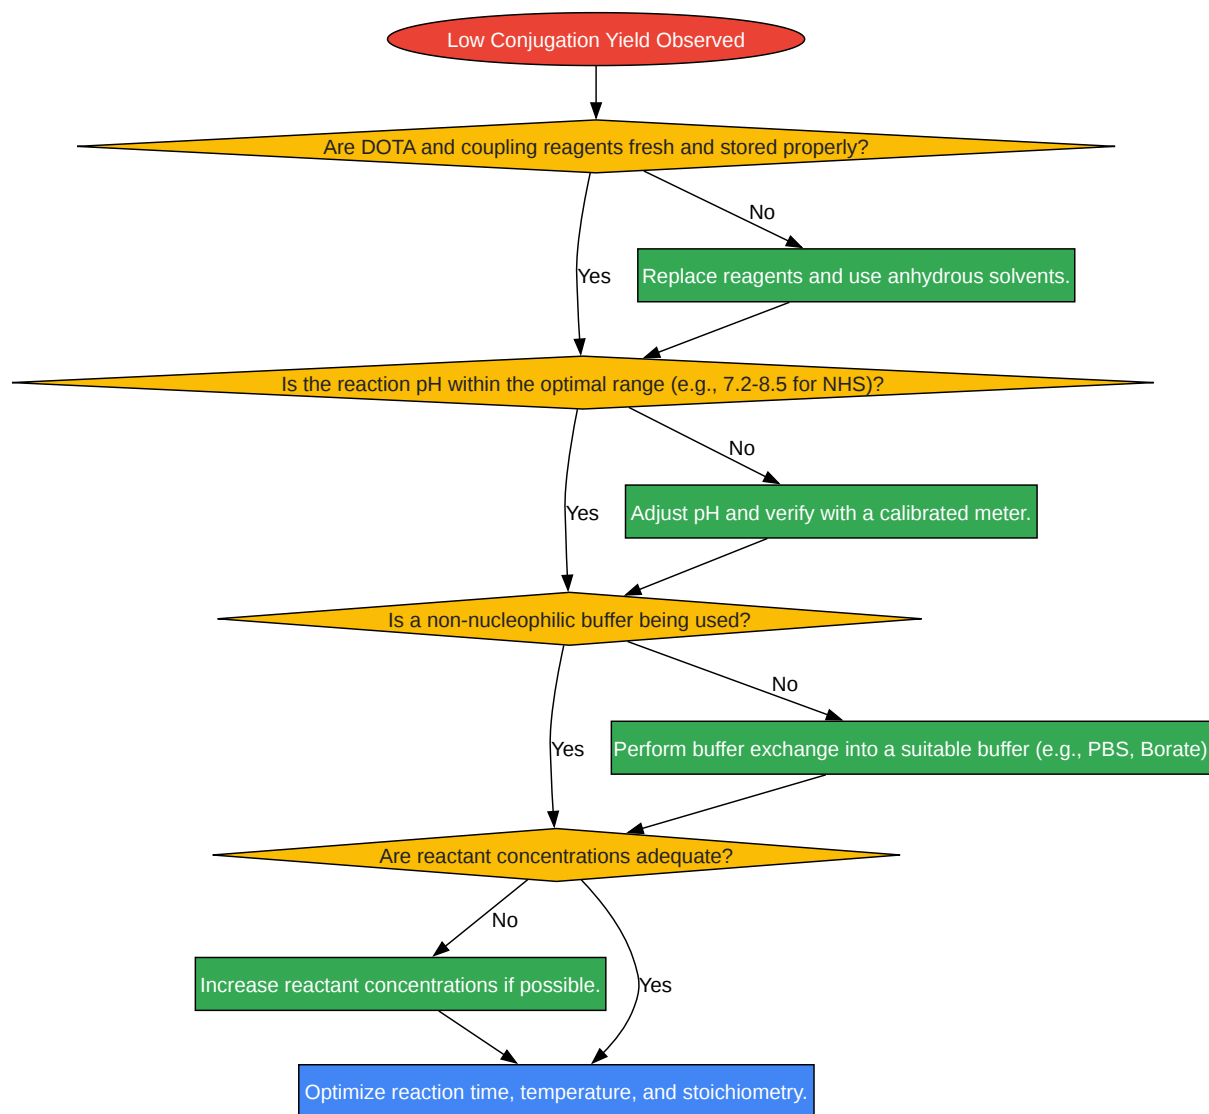 Low Conjugation Yield Observed
Are DOTA and coupling reagents fresh and stored properly?
No
Yes
Replace reagents and use anhydrous solvents.
Is the reaction pH within the optimal range (e.g., 7.2-8.5 for NHS)?
No
Yes
Adjust pH and verify with a calibrated meter.
Is a non-nucleophilic buffer being used?
No
Yes
Perform buffer exchange into a suitable buffer (e.g., PBS, Borate)
Are reactant concentrations adequate?
No
Increase reactant concentrations if possible.
Yes
Optimize reaction time, temperature, and stoichiometry.